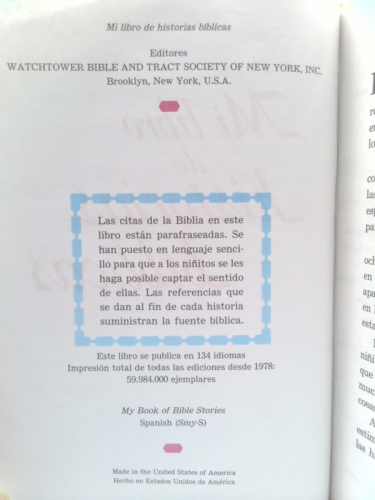 Mi libro de historias bíblicas
Editores
WATCHTOWER BIBLE AND TRACT SOCIETY OF NEW YORK, INC.
Brooklyn, New York, U.S.A.
Mi libro
de
Las citas de la Biblia en este
libro están parafraseadas. Se
han puesto en lenguaje senci-
llo para que a los niñitos se les
haga posible captar el sentido
de ellas. Las referencias que
se dan al fin de cada historia
suministran la fuente bíblica.
Este libro se publica en 134 idiomas
Impresión total de todas las ediciones desde 1978:
59.984.000 ejemplares
My Book of Bible Stories
Spanish (Smy-S)
Made in the United States of America
Hecho en Estados Unidos de América